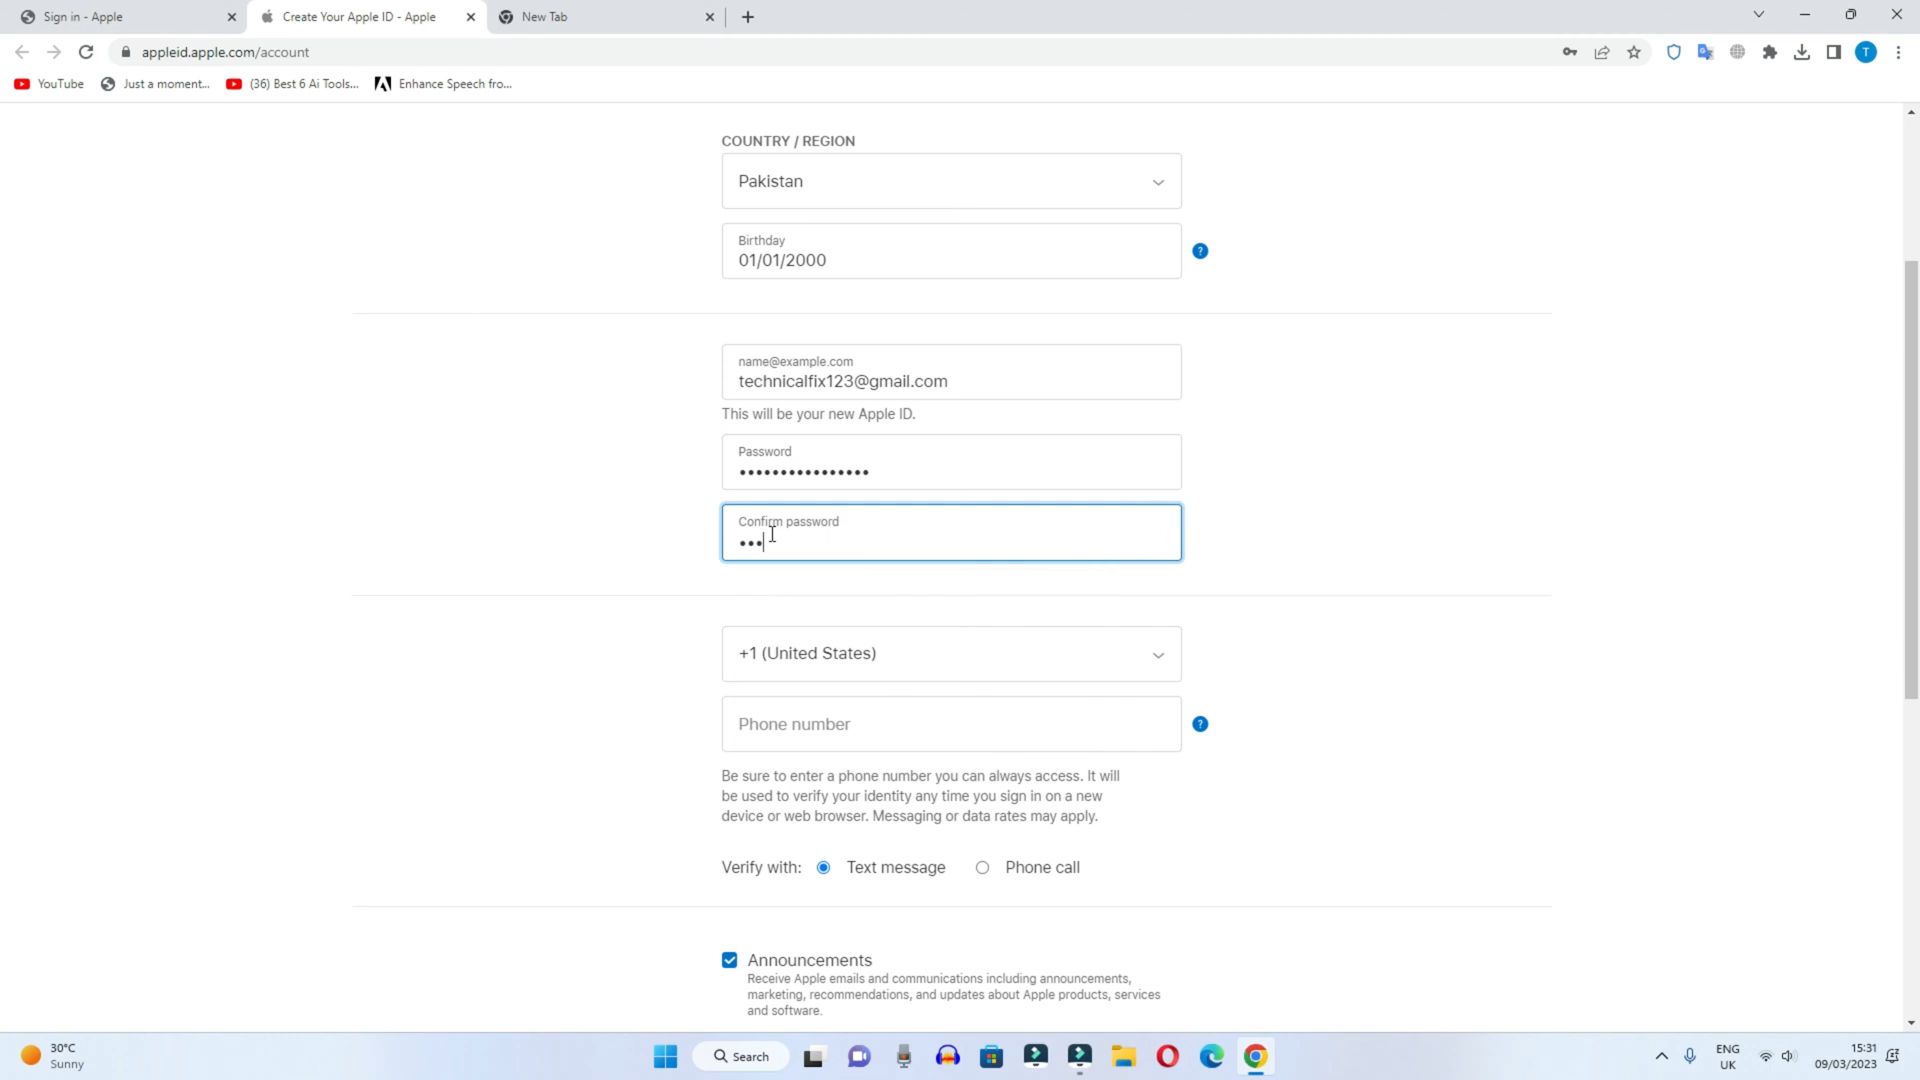 Sign in - Apple
Create Your Apple ID - Apple
New Tab
appleid.apple.com/account
T
YouTube
Just a moment...
(36) Best 6 Ai Tools...
Enhance Speech fro...
COUNTRY / REGION
Pakistan
Birthday
01/01/2000
?
name@example.com
technicalfix123@gmail.com
This will be your new Apple ID.
Password
••••••••••••••••
Confirm password
•••
+1 (United States)
Phone number
?
Be sure to enter a phone number you can always access. It will
be used to verify your identity any time you sign in on a new
device or web browser. Messaging or data rates may apply.
Verify with: Text message Phone call
Announcements
Receive Apple emails and communications including announcements,
marketing, recommendations, and updates about Apple products, services
and software.
30°C
Sunny
Search
ENG
UK
15:31
09/03/2023